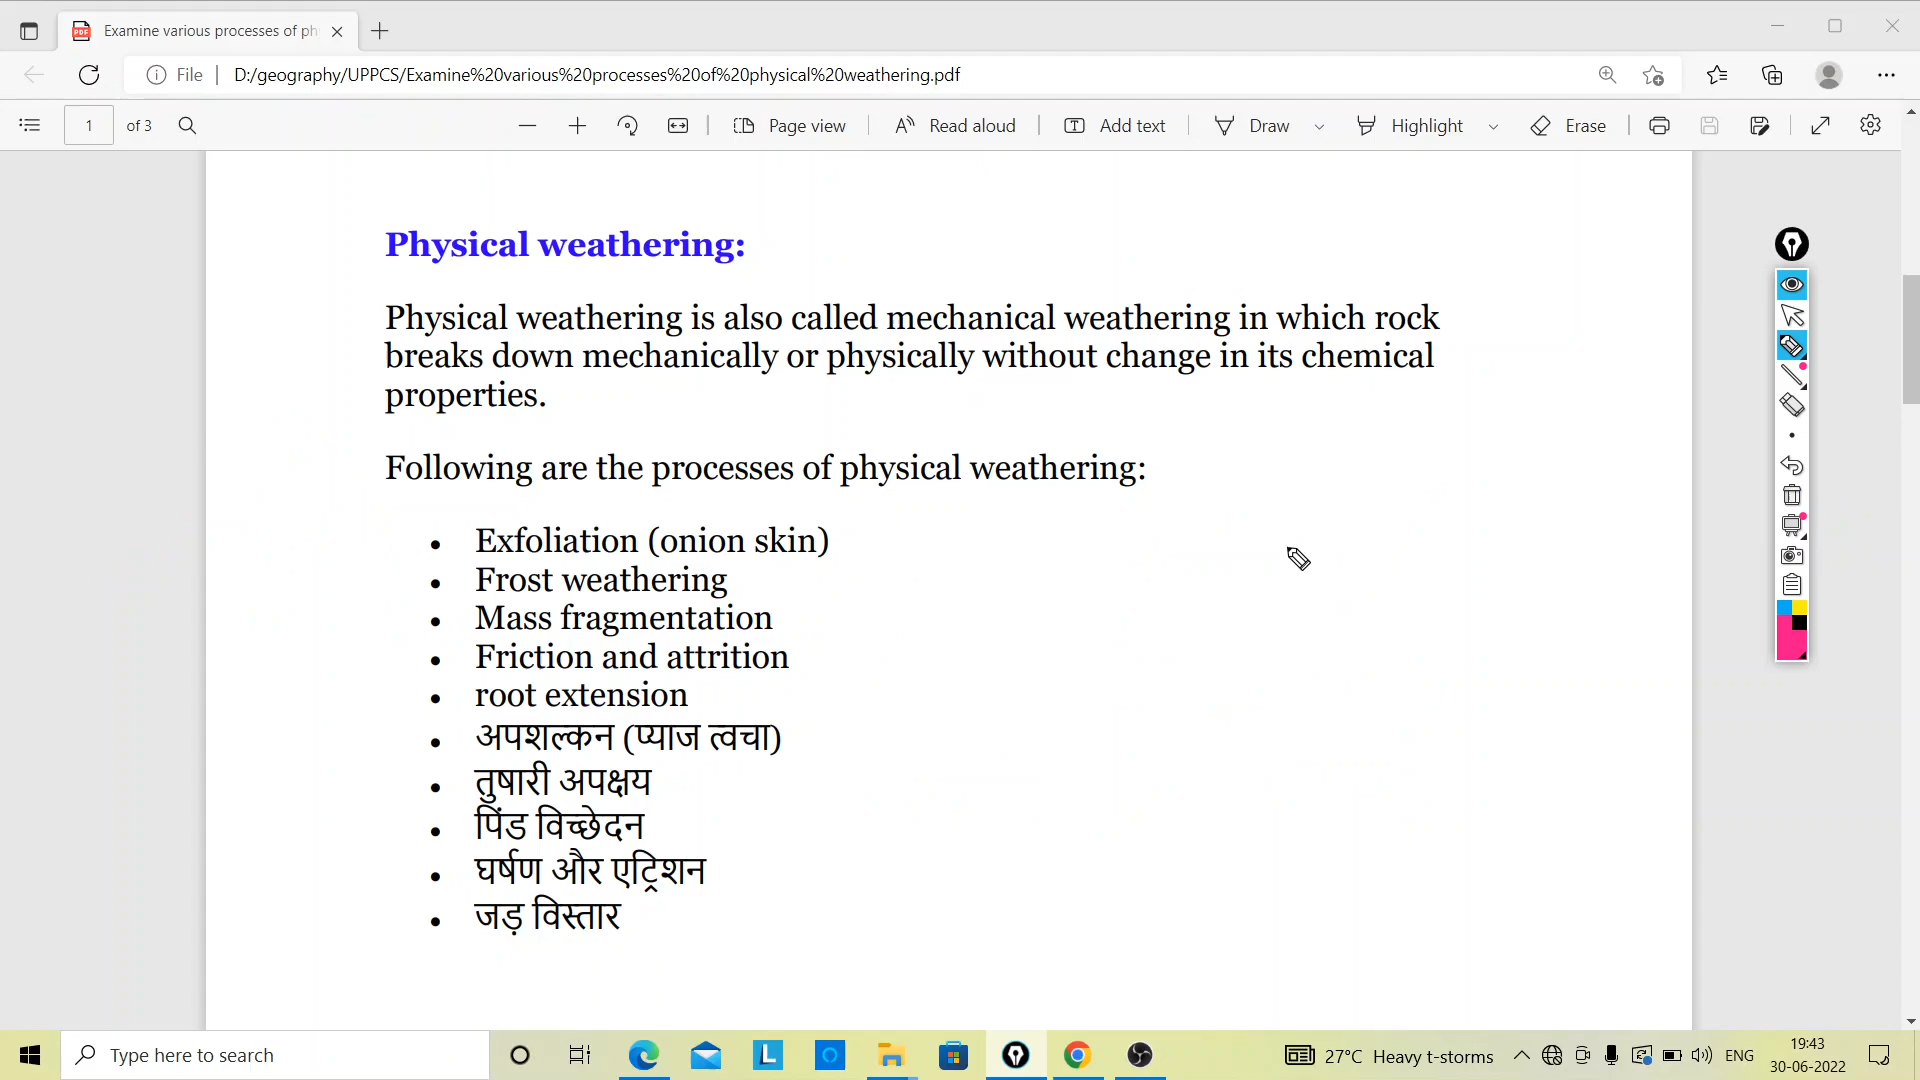 Examine various processes of ph
File
D:/geography/UPPCS/Examine%20various%20processes%20of%20physical%20weathering.pdf
1 of 3
Page view
Read aloud
Add text
Draw
Highlight
Erase
Physical weathering:
Physical weathering is also called mechanical weathering in which rock
breaks down mechanically or physically without change in its chemical
properties.
Following are the processes of physical weathering:
• Exfoliation (onion skin)
• Frost weathering
• Mass fragmentation
• Friction and attrition
• root extension
• अपशल्कन (प्याज त्वचा)
• तुषारी अपक्षय
• पिंड विच्छेदन
• घर्षण और एट्रिशन
• जड़ विस्तार
Type here to search
27°C Heavy t-storms
ENG
19:43
30-06-2022